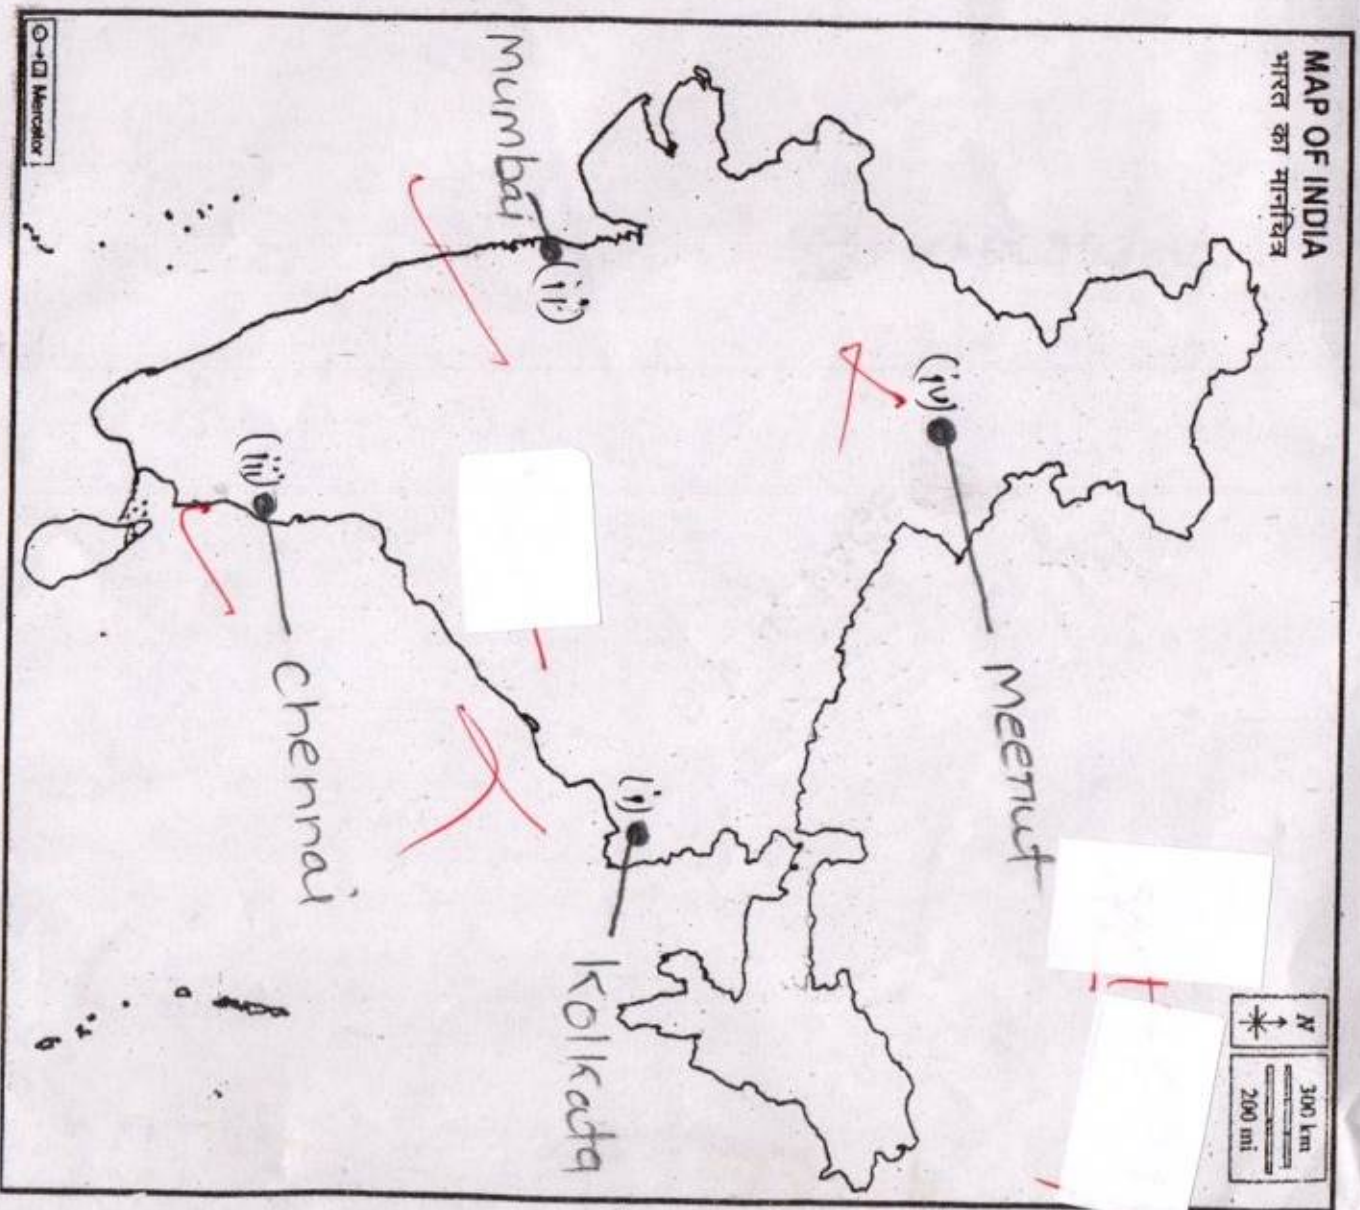 MAP OF INDIA
भारत का मानचित्र
N
300 km
200 mi
(iv)
Meerut
Mumbai
(ii)
(i)
Kolkata
(iii)
Chennai
Mercator